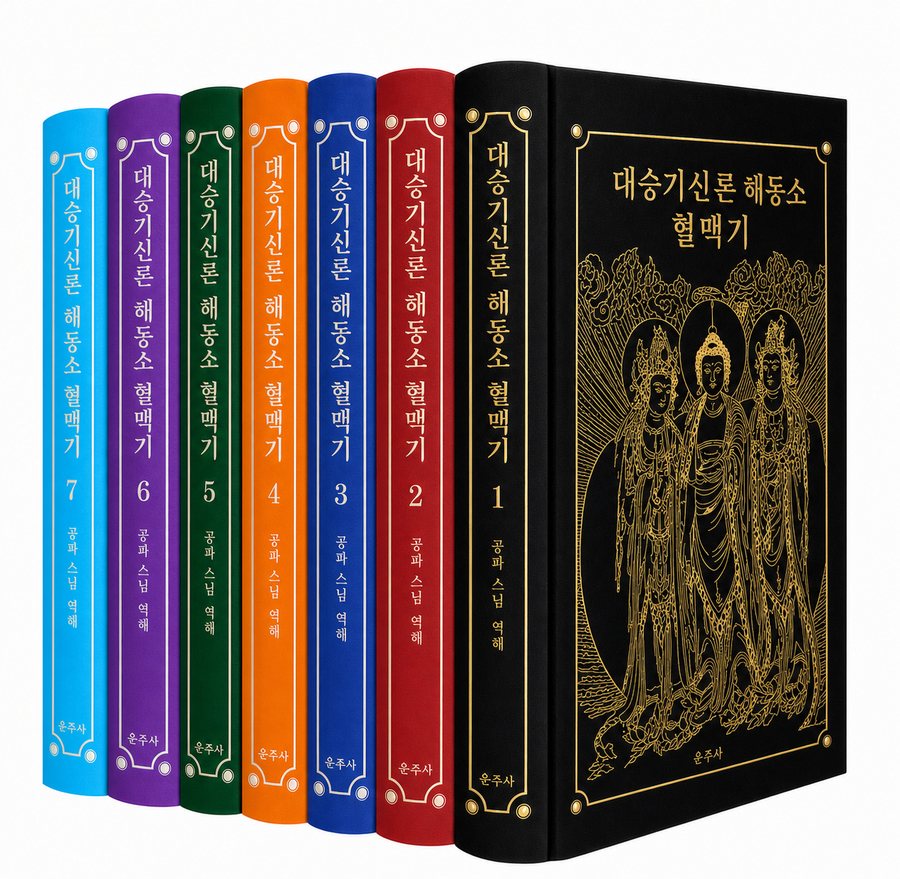 대승기신론 해동소 혈맥기 7 공파 스님 역해 운주사
대승기신론 해동소 혈맥기 6 공파 스님 역해 운주사
대승기신론 해동소 혈맥기 5 공파 스님 역해 운주사
대승기신론 해동소 혈맥기 4 공파 스님 역해 운주사
대승기신론 해동소 혈맥기 3 공파 스님 역해 운주사
대승기신론 해동소 혈맥기 2 공파 스님 역해 운주사
대승기신론 해동소 혈맥기 1 공파 스님 역해 운주사
대승기신론 해동소
혈맥기
운주사